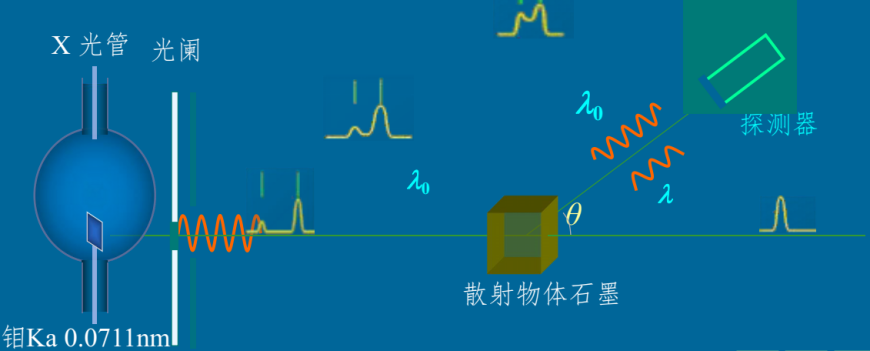 X 光管
光阑
λ₀
探测器
λ₀
λ
θ
散射物体石墨
钼Ka 0.0711nm